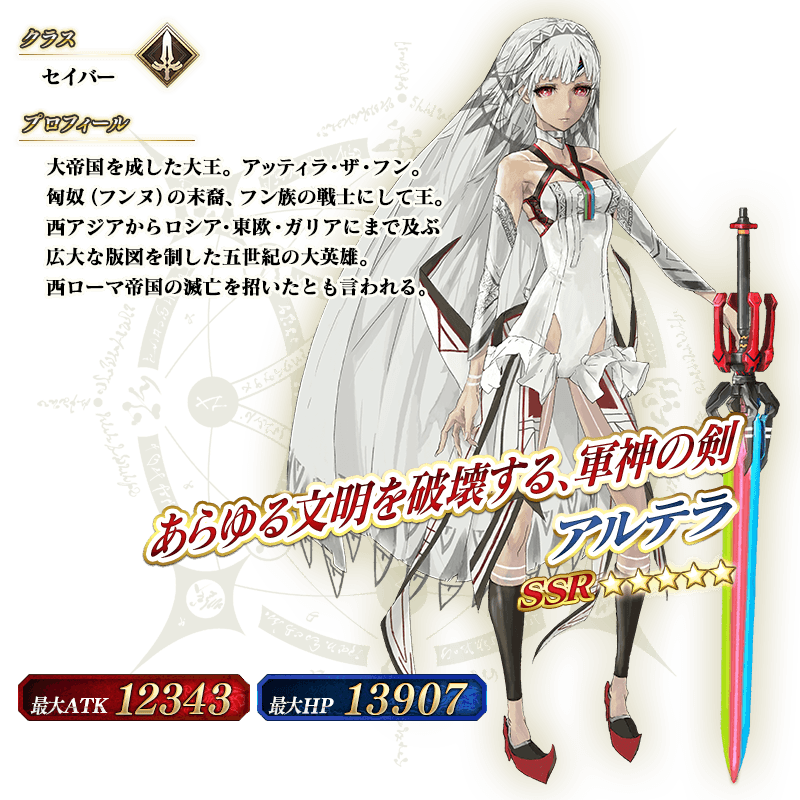 クラス
セイバー
プロフィール
大帝国を成した大王。アッティラ・ザ・フン。
匈奴（フンヌ）の末裔、フン族の戦士にして王。
西アジアからロシア・東欧・ガリアにまで及ぶ
広大な版図を制した五世紀の大英雄。
西ローマ帝国の滅亡を招いたとも言われる。
あらゆる文明を破壊する、軍神の剣
アルテラ
SSR☆☆☆☆☆
最大ATK 12343
最大HP 13907